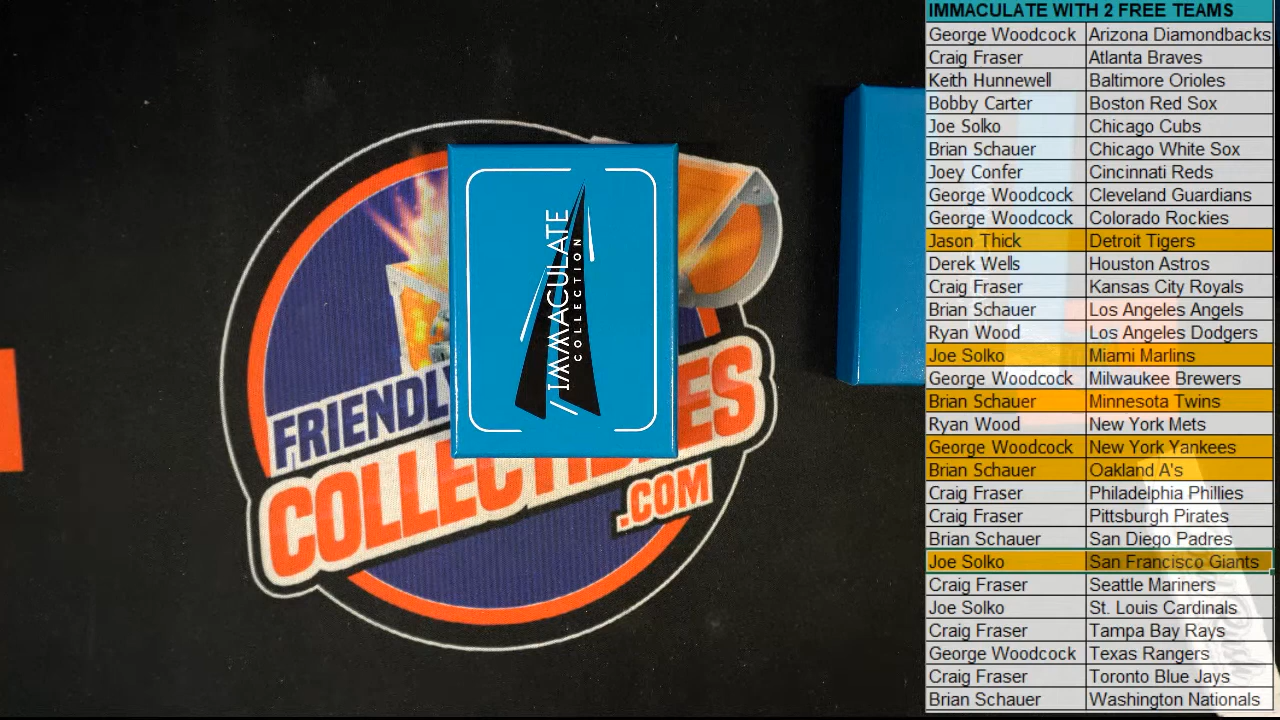 IMMACULATE WITH 2 FREE TEAMS
George Woodcock Arizona Diamondbacks
Craig Fraser Atlanta Braves
Keith Hunnewell Baltimore Orioles
Bobby Carter Boston Red Sox
Joe Solko Chicago Cubs
Brian Schauer Chicago White Sox
Joey Confer Cincinnati Reds
George Woodcock Cleveland Guardians
George Woodcock Colorado Rockies
Jason Thick Detroit Tigers
Derek Wells Houston Astros
Craig Fraser Kansas City Royals
Brian Schauer Los Angeles Angels
Ryan Wood Los Angeles Dodgers
Joe Solko Miami Marlins
George Woodcock Milwaukee Brewers
Brian Schauer Minnesota Twins
Ryan Wood New York Mets
George Woodcock New York Yankees
Brian Schauer Oakland A's
Craig Fraser Philadelphia Phillies
Craig Fraser Pittsburgh Pirates
Brian Schauer San Diego Padres
Joe Solko San Francisco Giants
Craig Fraser Seattle Mariners
Joe Solko St. Louis Cardinals
Craig Fraser Tampa Bay Rays
George Woodcock Texas Rangers
Craig Fraser Toronto Blue Jays
Brian Schauer Washington Nationals
IMMACULATE
COLLECTION
FRIENDLY
COLLECTIBLES
.COM